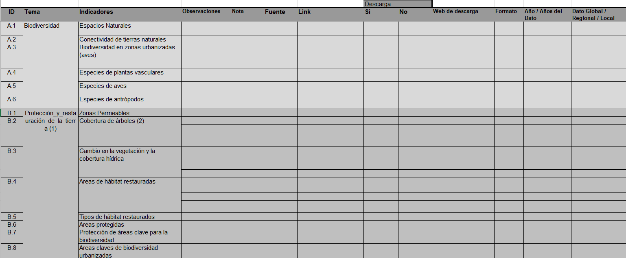 Descarga
ID Tema Indicadores Observaciones Nota Fuente Link Si No Web de descarga Formato Año / Años del Dato Dato Global / Regional / Local
A.1 Biodiversidad Espacios Naturales
A.2 Conectividad de tierras naturales
A.3 Biodiversidad en zonas urbanizadas
(aves)
A.4 Especies de plantas vasculares
A.5 Especies de aves
A.6 Especies de antrópodos
B.1 Protección y resta Zonas Permeables
B.2 uración de la tierr Cobertura de árboles (2)
a (1)
B.3 Cambio en la vegetación y la
cobertura hídrica
B.4 Areas de hábitat restauradas
B.5 Tipos de hábitat restaurados
B.6 Areas protegidas
B.7 Protección de áreas clave para la
biodiversidad
B.8 Areas claves de biodiversidad
urbanizadas